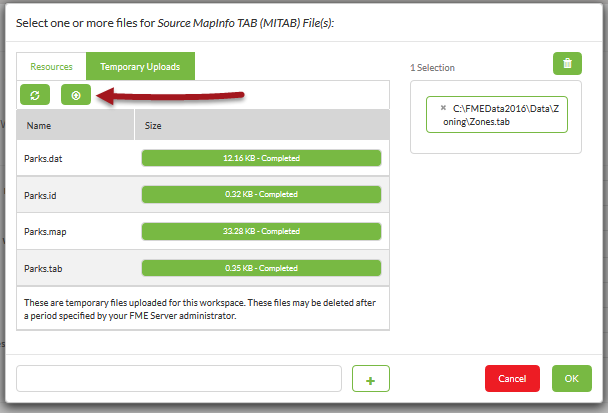 Select one or more files for Source MapInfo TAB (MITAB) File(s):
Resources
Temporary Uploads
Name
Size
Parks.dat
12.16 KB - Completed
Parks.id
0.32 KB - Completed
Parks.map
33.28 KB - Completed
Parks.tab
0.35 KB - Completed
These are temporary files uploaded for this workspace. These files may be deleted after
a period specified by your FME Server administrator.
1 Selection
C:\FMEData2016\Data\Z
oning\Zones.tab
Cancel
OK